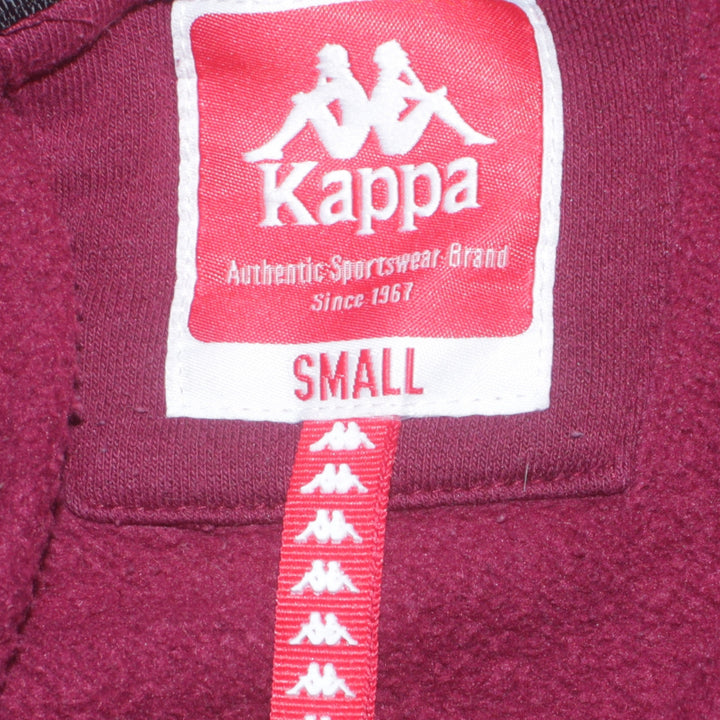 Kappa
Authentic Sportswear Brand
Since 1967
SMALL